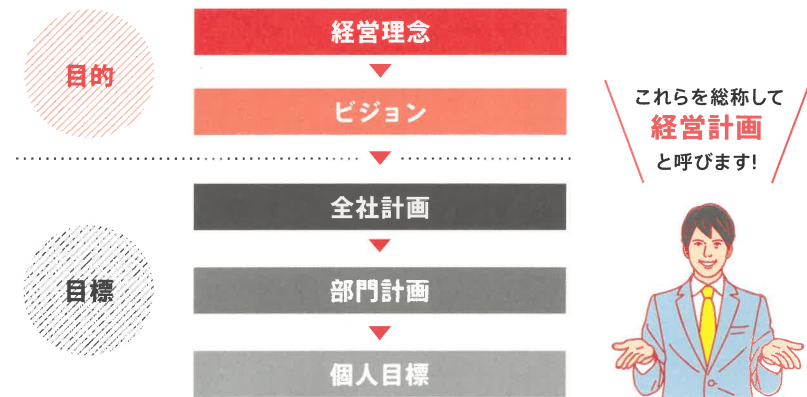 目的
経営理念
ビジョン
目標
全社計画
部門計画
個人目標
これらを総称して
経営計画
と呼びます!